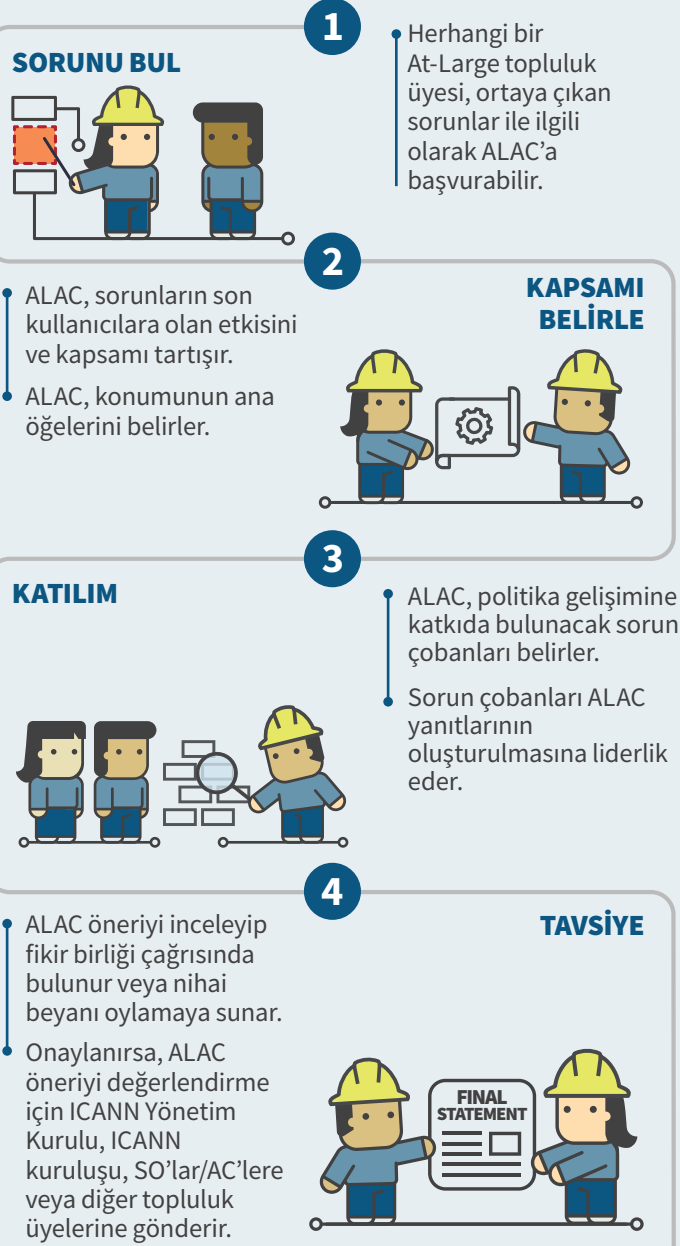 1
SORUNU BUL
Herhangi bir
At-Large topluluk
üyesi, ortaya çıkan
sorunlar ile ilgili
olarak ALAC’a
başvurabilir.
2
KAPSAMI
BELİRLE
ALAC, sorunların son
kullanıcılara olan etkisini
ve kapsamı tartışır.
ALAC, konumunun ana
öğelerini belirler.
3
KATILIM
ALAC, politika gelişimine
katkıda bulunacak sorun
çobanları belirler.
Sorun çobanları ALAC
yanıtlarının
oluşturulmasına liderlik
eder.
4
TAVSİYE
ALAC öneriyi inceleyip
fikir birliği çağrısında
bulunur veya nihai
beyanı oylamaya sunar.
Onaylanırsa, ALAC
öneriyi değerlendirme
için ICANN Yönetim
Kurulu, ICANN
kuruluşu, SO’lar/AC’lere
veya diğer topluluk
üyelerine gönderir.
FINAL
STATEMENT